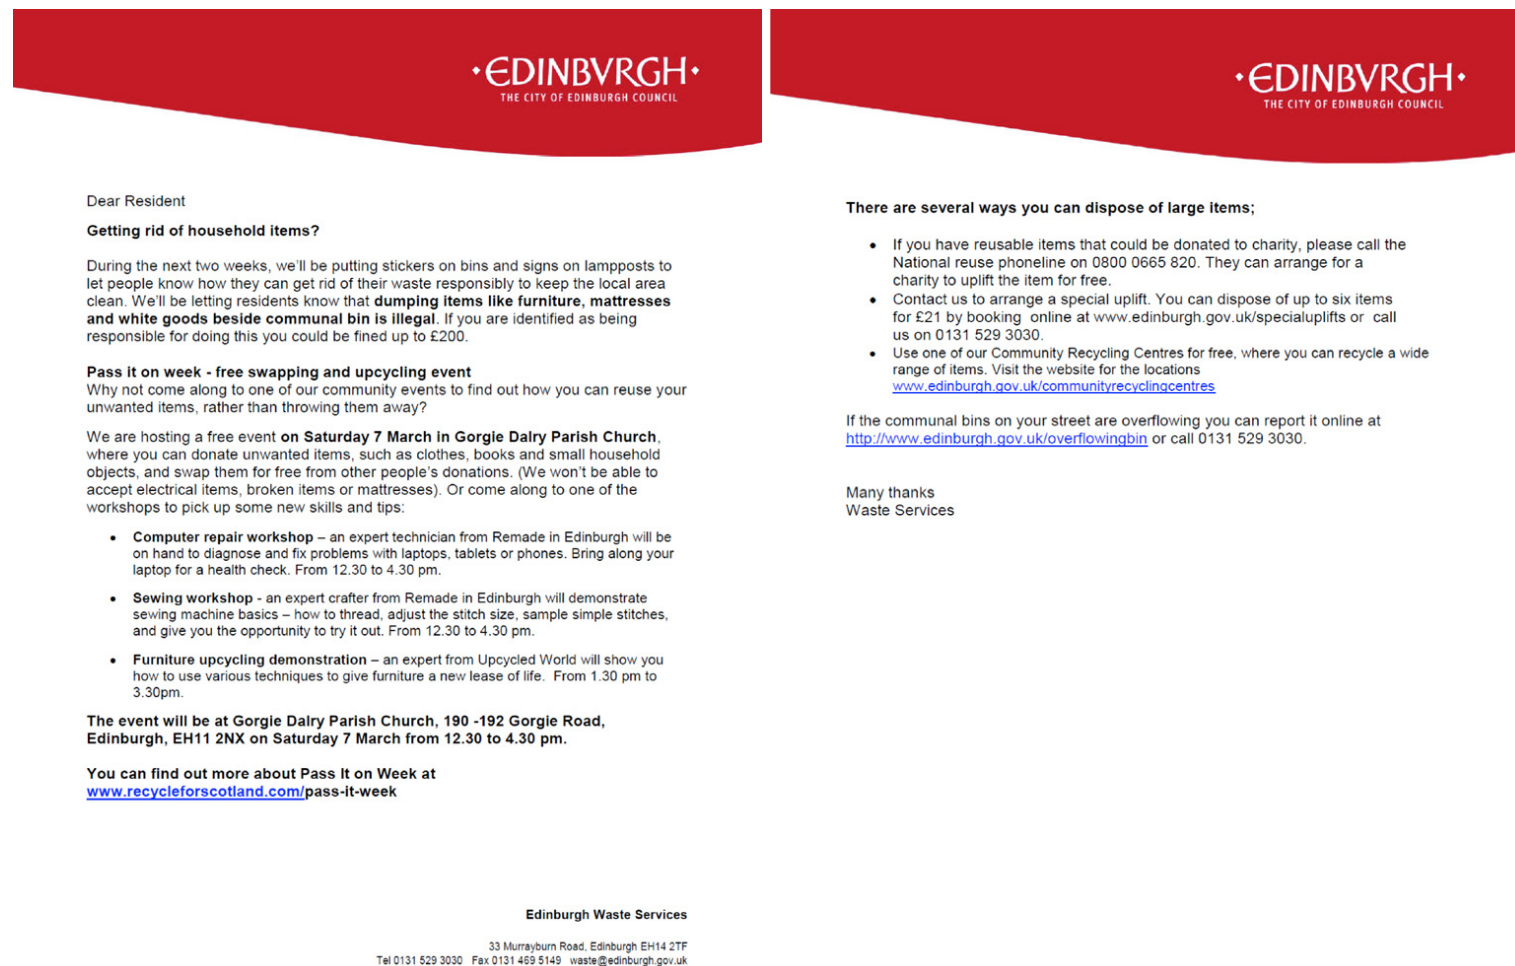 ·EDINBVRGH·
THE CITY OF EDINBURGH COUNCIL
Dear Resident
Getting rid of household items?
During the next two weeks, we'll be putting stickers on bins and signs on lampposts to
let people know how they can get rid of their waste responsibly to keep the local area
clean. We'll be letting residents know that dumping items like furniture, mattresses
and white goods beside communal bin is illegal. If you are identified as being
responsible for doing this you could be fined up to £200.
Pass it on week - free swapping and upcycling event
Why not come along to one of our community events to find out how you can reuse your
unwanted items, rather than throwing them away?
We are hosting a free event on Saturday 7 March in Gorgie Dalry Parish Church,
where you can donate unwanted items, such as clothes, books and small household
objects, and swap them for free from other people's donations. (We won't be able to
accept electrical items, broken items or mattresses). Or come along to one of the
workshops to pick up some new skills and tips:
• Computer repair workshop – an expert technician from Remade in Edinburgh will be
on hand to diagnose and fix problems with laptops, tablets or phones. Bring along your
laptop for a health check. From 12.30 to 4.30 pm.
• Sewing workshop - an expert crafter from Remade in Edinburgh will demonstrate
sewing machine basics – how to thread, adjust the stitch size, sample simple stitches,
and give you the opportunity to try it out. From 12.30 to 4.30 pm.
• Furniture upcycling demonstration – an expert from Upcycled World will show you
how to use various techniques to give furniture a new lease of life. From 1.30 pm to
3.30pm.
The event will be at Gorgie Dalry Parish Church, 190 -192 Gorgie Road,
Edinburgh, EH11 2NX on Saturday 7 March from 12.30 to 4.30 pm.
You can find out more about Pass It on Week at
www.recycleforscotland.com/pass-it-week
Edinburgh Waste Services
33 Murrayburn Road, Edinburgh EH14 2TF
Tel 0131 529 3030 Fax 0131 469 5149 waste@edinburgh.gov.uk
·EDINBVRGH·
THE CITY OF EDINBURGH COUNCIL
There are several ways you can dispose of large items;
• If you have reusable items that could be donated to charity, please call the
National reuse phoneline on 0800 0665 820. They can arrange for a
charity to uplift the item for free.
• Contact us to arrange a special uplift. You can dispose of up to six items
for £21 by booking online at www.edinburgh.gov.uk/specialuplifts or call
us on 0131 529 3030.
• Use one of our Community Recycling Centres for free, where you can recycle a wide
range of items. Visit the website for the locations
www.edinburgh.gov.uk/communityrecyclingcentres
If the communal bins on your street are overflowing you can report it online at
http://www.edinburgh.gov.uk/overflowingbin or call 0131 529 3030.
Many thanks
Waste Services